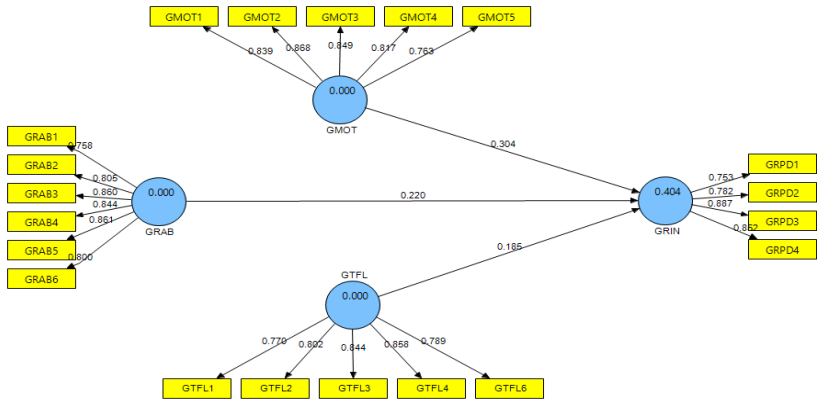 GMOT1 GMOT2 GMOT3 GMOT4 GMOT5
0.839 0.868 0.849 0.817 0.763
0.000
GMOT
0.304
GRAB1
GRAB2
GRAB3
GRAB4
GRAB5
GRAB6
0.758
0.805
0.860
0.844
0.861
0.800
0.000
GRAB
0.220
0.404
GRIN
0.753
0.782
0.887
0.852
GRPD1
GRPD2
GRPD3
GRPD4
0.185
GTFL
0.000
0.770 0.802 0.844 0.858 0.789
GTFL1 GTFL2 GTFL3 GTFL4 GTFL6